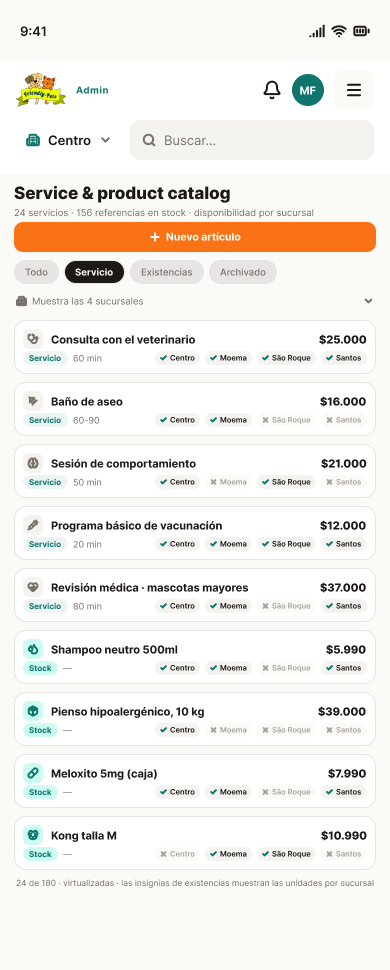 9:41
Friendly-Pets
Admin
MF
Centro
Buscar...
Service & product catalog
24 servicios · 156 referencias en stock · disponibilidad por sucursal
+ Nuevo artículo
Todo Servicio Existencias Archivado
Muestra las 4 sucursales
Consulta con el veterinario $25.000
Servicio 60 min Centro Moema São Roque Santos
Baño de aseo $16.000
Servicio 60-90 Centro Moema São Roque Santos
Sesión de comportamiento $21.000
Servicio 50 min Centro Moema São Roque Santos
Programa básico de vacunación $12.000
Servicio 20 min Centro Moema São Roque Santos
Revisión médica · mascotas mayores $37.000
Servicio 80 min Centro Moema São Roque Santos
Shampoo neutro 500ml $5.990
Stock — Centro Moema São Roque Santos
Pienso hipoalergénico, 10 kg $39.000
Stock — Centro Moema São Roque Santos
Meloxito 5mg (caja) $7.990
Stock — Centro Moema São Roque Santos
Kong talla M $10.990
Stock — Centro Moema São Roque Santos
24 de 180 · virtualizadas · las insignias de existencias muestran las unidades por sucursal